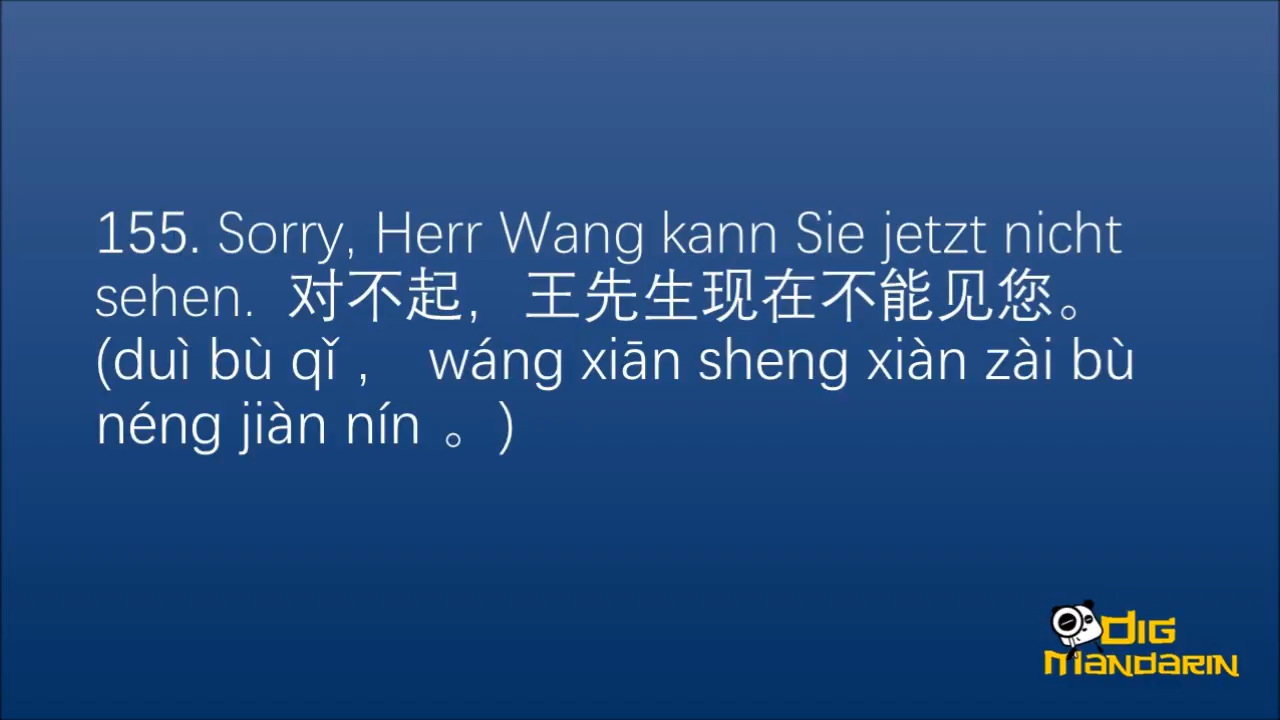 155. Sorry, Herr Wang kann Sie jetzt nicht
sehen. 对不起，王先生现在不能见您。
(duì bù qǐ ， wáng xiān sheng xiàn zài bù
néng jiàn nín 。)
DIG
MANDARIN